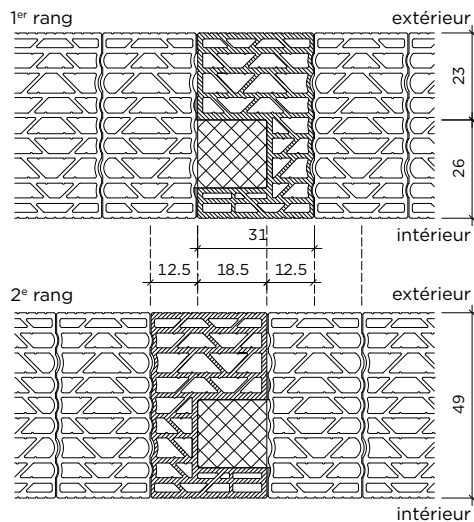 1er rang
extérieur
23
26
intérieur
31
12.5 18.5 12.5
2e rang
extérieur
49
intérieur